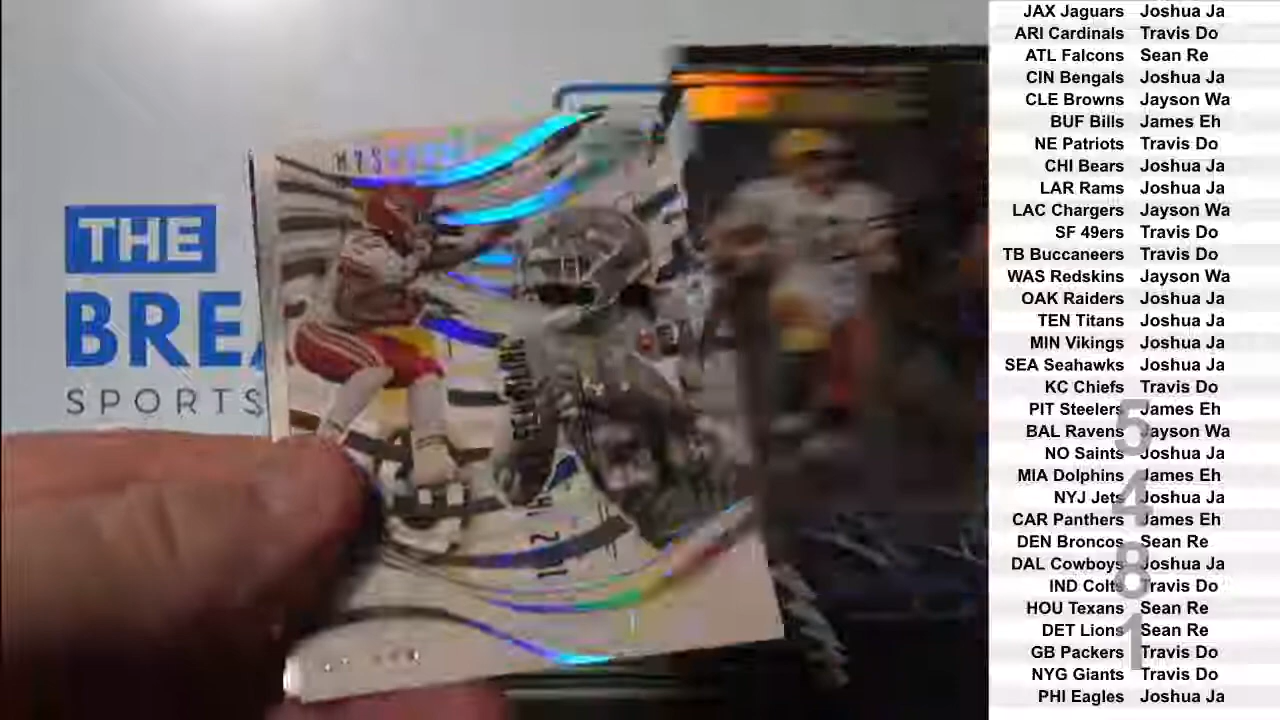 THE
BREA
SPORTS
JAX Jaguars Joshua Ja
ARI Cardinals Travis Do
ATL Falcons Sean Re
CIN Bengals Joshua Ja
CLE Browns Jayson Wa
BUF Bills James Eh
NE Patriots Travis Do
CHI Bears Joshua Ja
LAR Rams Joshua Ja
LAC Chargers Jayson Wa
SF 49ers Travis Do
TB Buccaneers Travis Do
WAS Redskins Jayson Wa
OAK Raiders Joshua Ja
TEN Titans Joshua Ja
MIN Vikings Joshua Ja
SEA Seahawks Joshua Ja
KC Chiefs Travis Do
PIT Steelers James Eh
BAL Ravens Jayson Wa
NO Saints Joshua Ja
MIA Dolphins James Eh
NYJ Jets Joshua Ja
CAR Panthers James Eh
DEN Broncos Sean Re
DAL Cowboys Joshua Ja
IND Colts Travis Do
HOU Texans Sean Re
DET Lions Sean Re
GB Packers Travis Do
NYG Giants Travis Do
PHI Eagles Joshua Ja
5
4
8
1